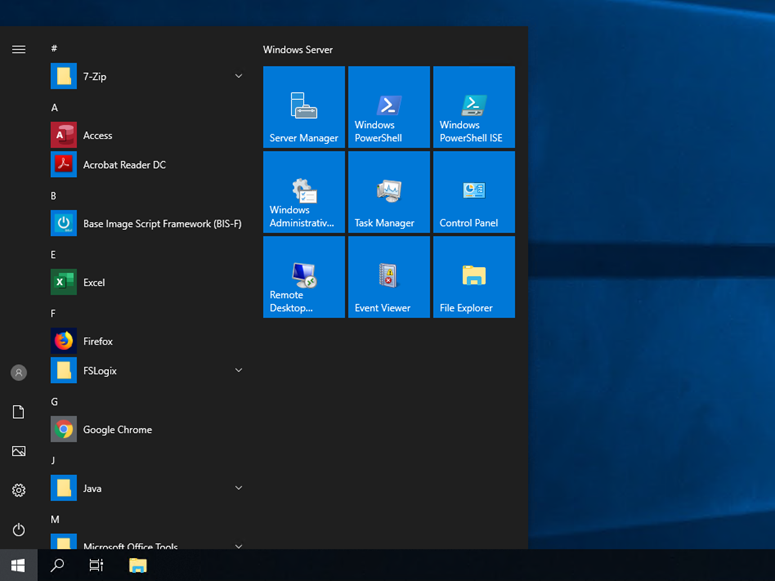 #
7-Zip
A
Access
Acrobat Reader DC
B
Base Image Script Framework (BIS-F)
E
Excel
F
Firefox
FSLogix
G
Google Chrome
J
Java
M
Microsoft Office Tools
Windows Server
Server Manager
Windows
PowerShell
Windows
PowerShell ISE
Windows
Administrativ...
Task Manager
Control Panel
Remote
Desktop...
Event Viewer
File Explorer